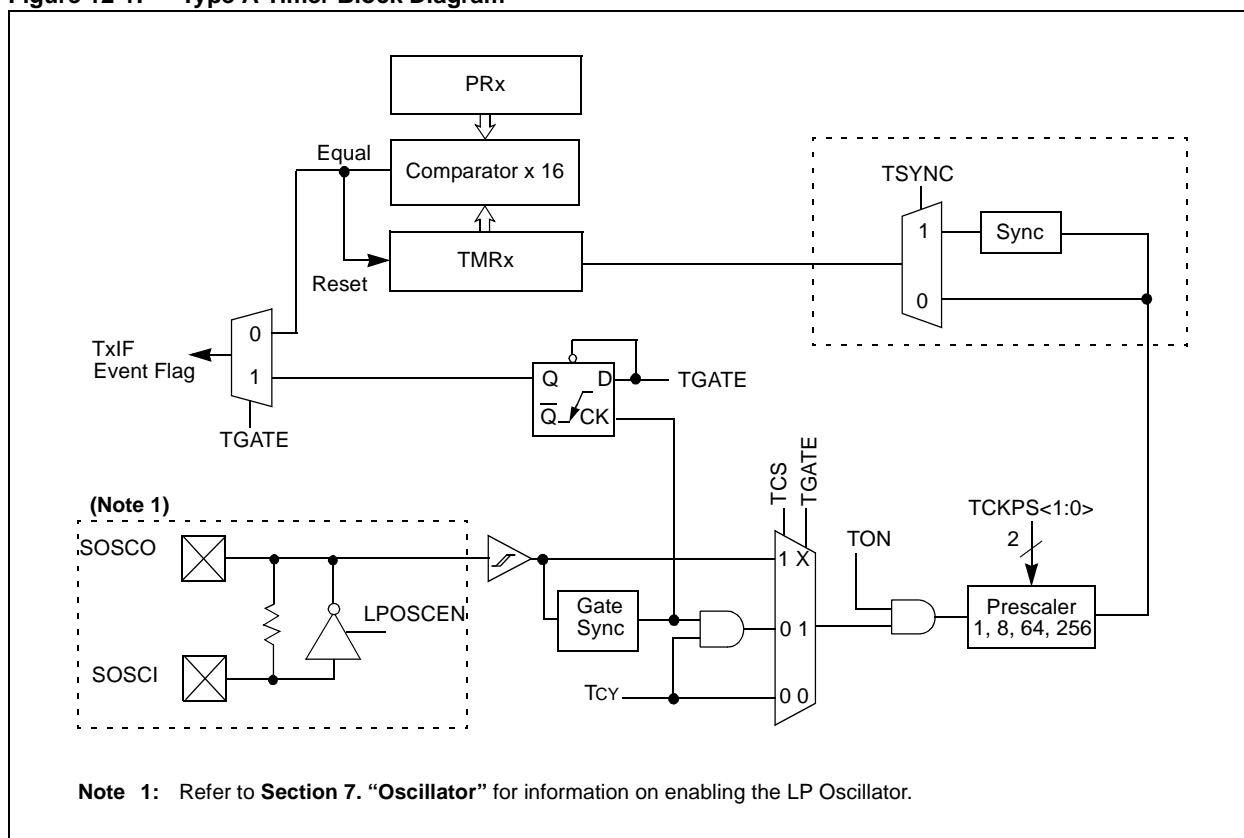 Figure 12-1: Type A Timer Block Diagram
PRx
Equal
Comparator x 16
TSYNC
1
Sync
TMRx
Reset
0
0
TxIF
Event Flag
1
Q
D
TGATE
Q
CK
TGATE
TCS
TGATE
(Note 1)
TCKPS<1:0>
SOSCO
2
TON
1 X
LPOSCEN
Gate
Sync
Prescaler
1, 8, 64, 256
0 1
SOSCI
TCY
0 0
Note 1: Refer to Section 7. “Oscillator” for information on enabling the LP Oscillator.